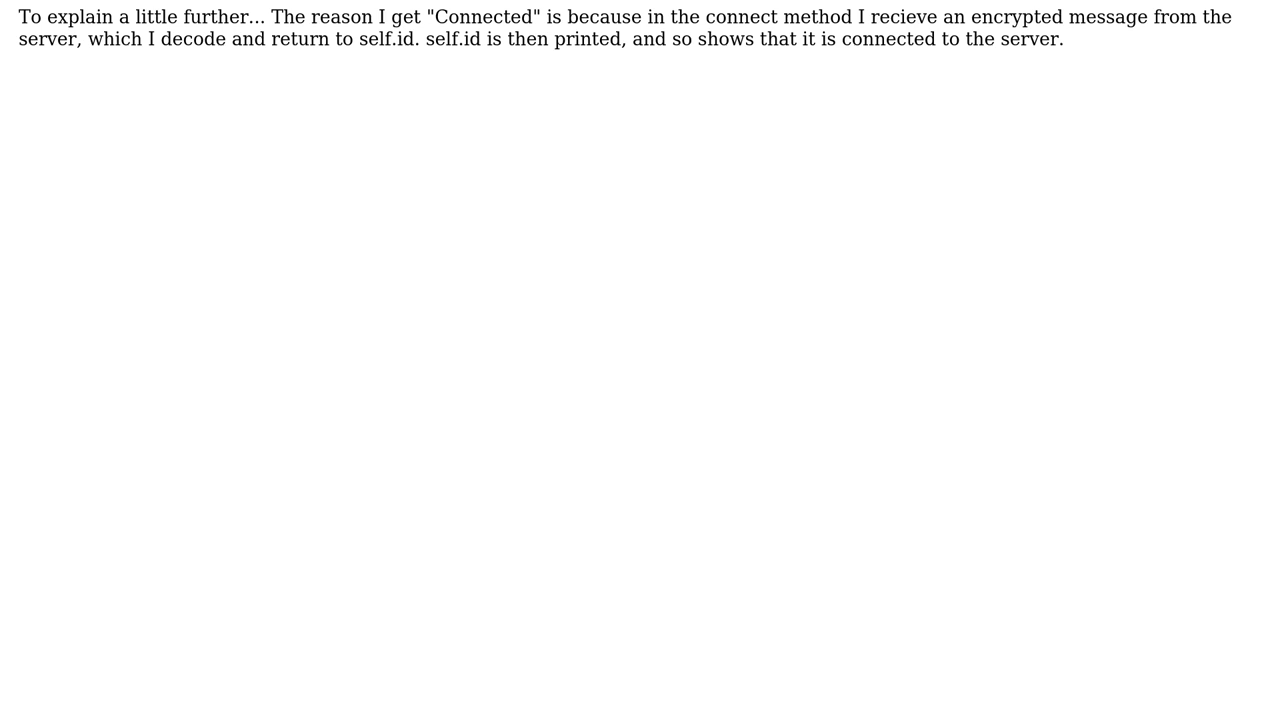 To explain a little further... The reason I get "Connected" is because in the connect method I recieve an encrypted message from the
server, which I decode and return to self.id. self.id is then printed, and so shows that it is connected to the server.